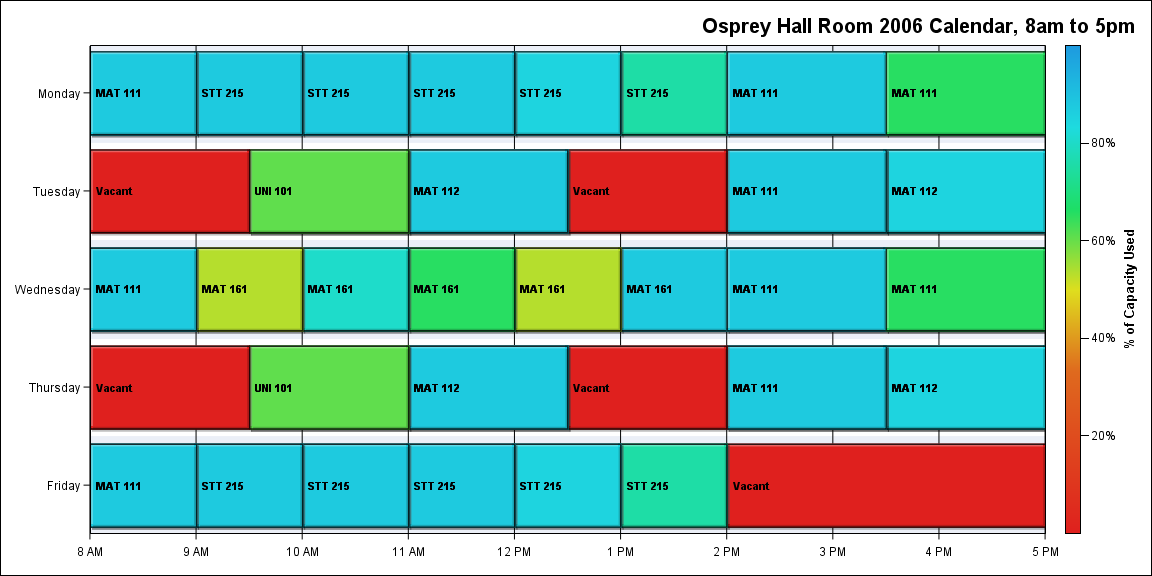 Osprey Hall Room 2006 Calendar, 8am to 5pm
Monday
MAT 111
STT 215
STT 215
STT 215
STT 215
STT 215
MAT 111
MAT 111
Tuesday
Vacant
UNI 101
MAT 112
Vacant
MAT 111
MAT 112
Wednesday
MAT 111
MAT 161
MAT 161
MAT 161
MAT 161
MAT 161
MAT 111
MAT 111
Thursday
Vacant
UNI 101
MAT 112
Vacant
MAT 111
MAT 112
Friday
MAT 111
STT 215
STT 215
STT 215
STT 215
STT 215
Vacant
8 AM
9 AM
10 AM
11 AM
12 PM
1 PM
2 PM
3 PM
4 PM
5 PM
80%
60%
40%
20%
% of Capacity Used